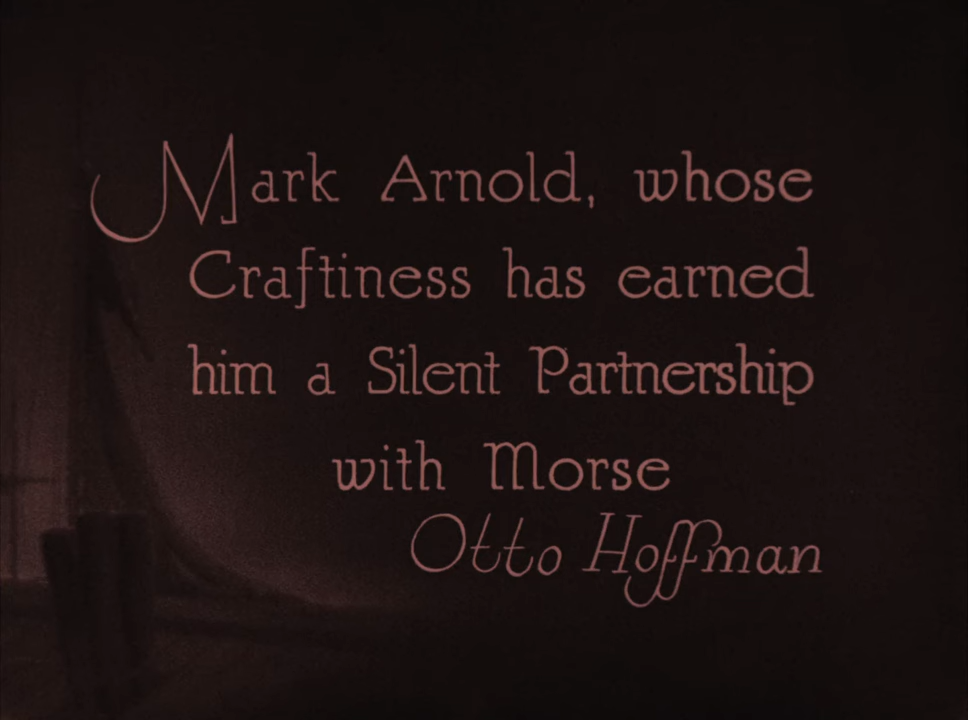 Mark Arnold, whose
Craftiness has earned
him a Silent Partnership
with Morse
Otto Hoffman